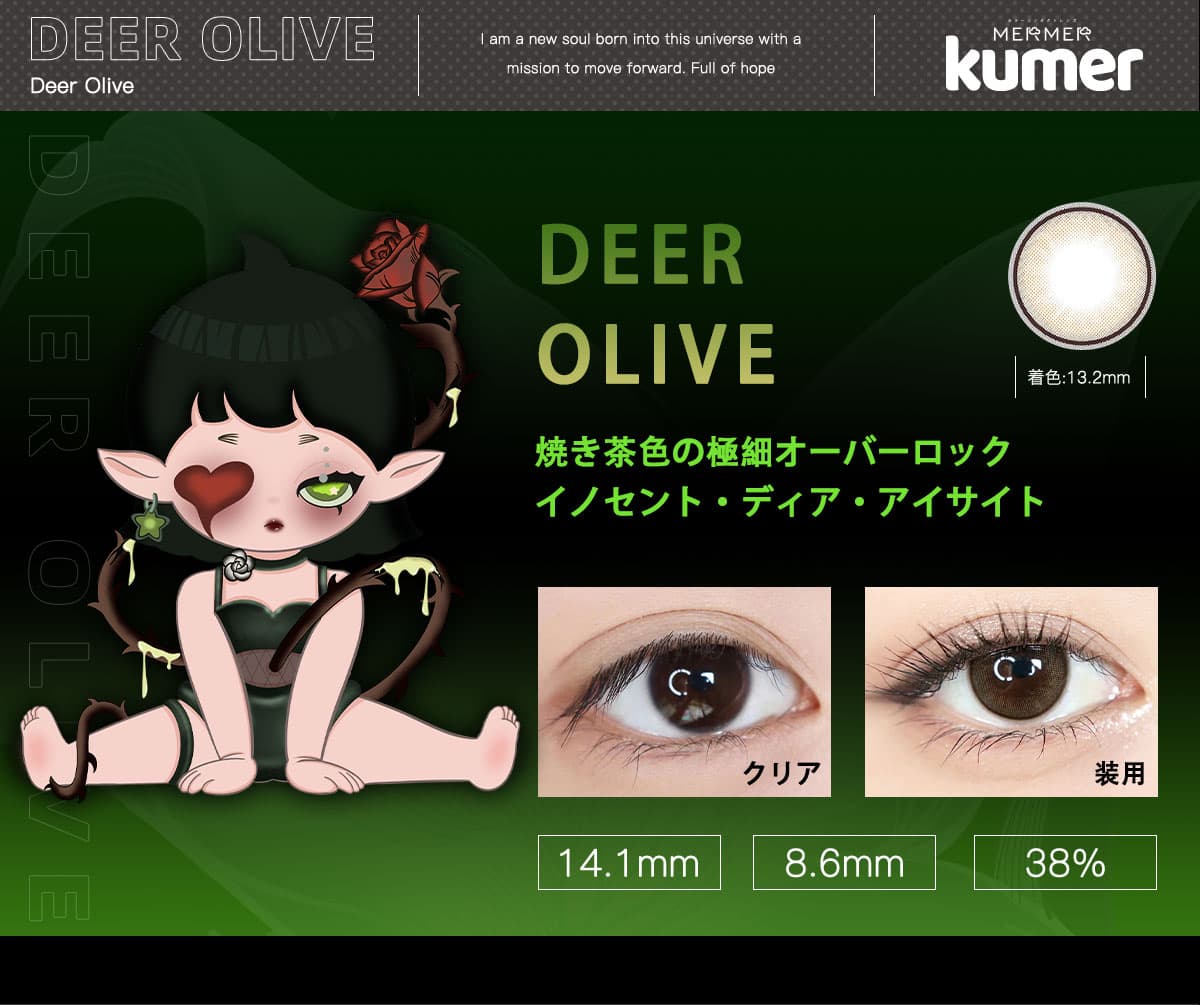 DEER OLIVE
Deer Olive
I am a new soul born into this universe with a
mission to move forward. Full of hope
MERMER
kumer
DEER OLIVE
DEER
OLIVE
着色:13.2mm
焼き茶色の極細オーバーロック
イノセント・ディア・アイサイト
クリア
装用
14.1mm
8.6mm
38%